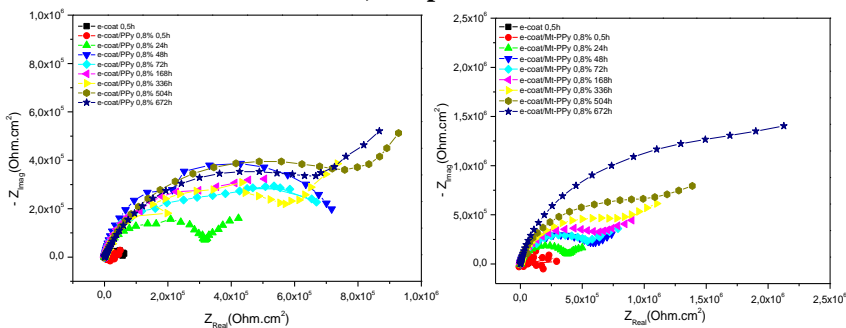 1,0x10⁶
8,0x10⁵
6,0x10⁵
4,0x10⁵
2,0x10⁵
0,0
- Z_Imag(Ohm.cm²)
e-coat 0,5h
e-coat/PPy 0,8% 0,5h
e-coat/PPy 0,8% 24h
e-coat/PPy 0,8% 48h
e-coat/PPy 0,8% 72h
e-coat/PPy 0,8% 168h
e-coat/PPy 0,8% 336h
e-coat/PPy 0,8% 504h
e-coat/PPy 0,8% 672h
0,0 2,0x10⁵ 4,0x10⁵ 6,0x10⁵ 8,0x10⁵ 1,0x10⁶
Z_Real(Ohm.cm²)
2,5x10⁶
2,0x10⁶
1,5x10⁶
1,0x10⁶
5,0x10⁵
0,0
- Z_Imag(Ohm.cm²)
e-coat 0,5h
e-coat/Mt-PPy 0,8% 0,5h
e-coat/Mt-PPy 0,8% 24h
e-coat/Mt-PPy 0,8% 48h
e-coat/Mt-PPy 0,8% 72h
e-coat/Mt-PPy 0,8% 168h
e-coat/Mt-PPy 0,8% 336h
e-coat/Mt-PPy 0,8% 504h
e-coat/Mt-PPy 0,8% 672h
0,0 5,0x10⁵ 1,0x10⁶ 1,5x10⁶ 2,0x10⁶ 2,5x10⁶
Z_Real(Ohm.cm²)